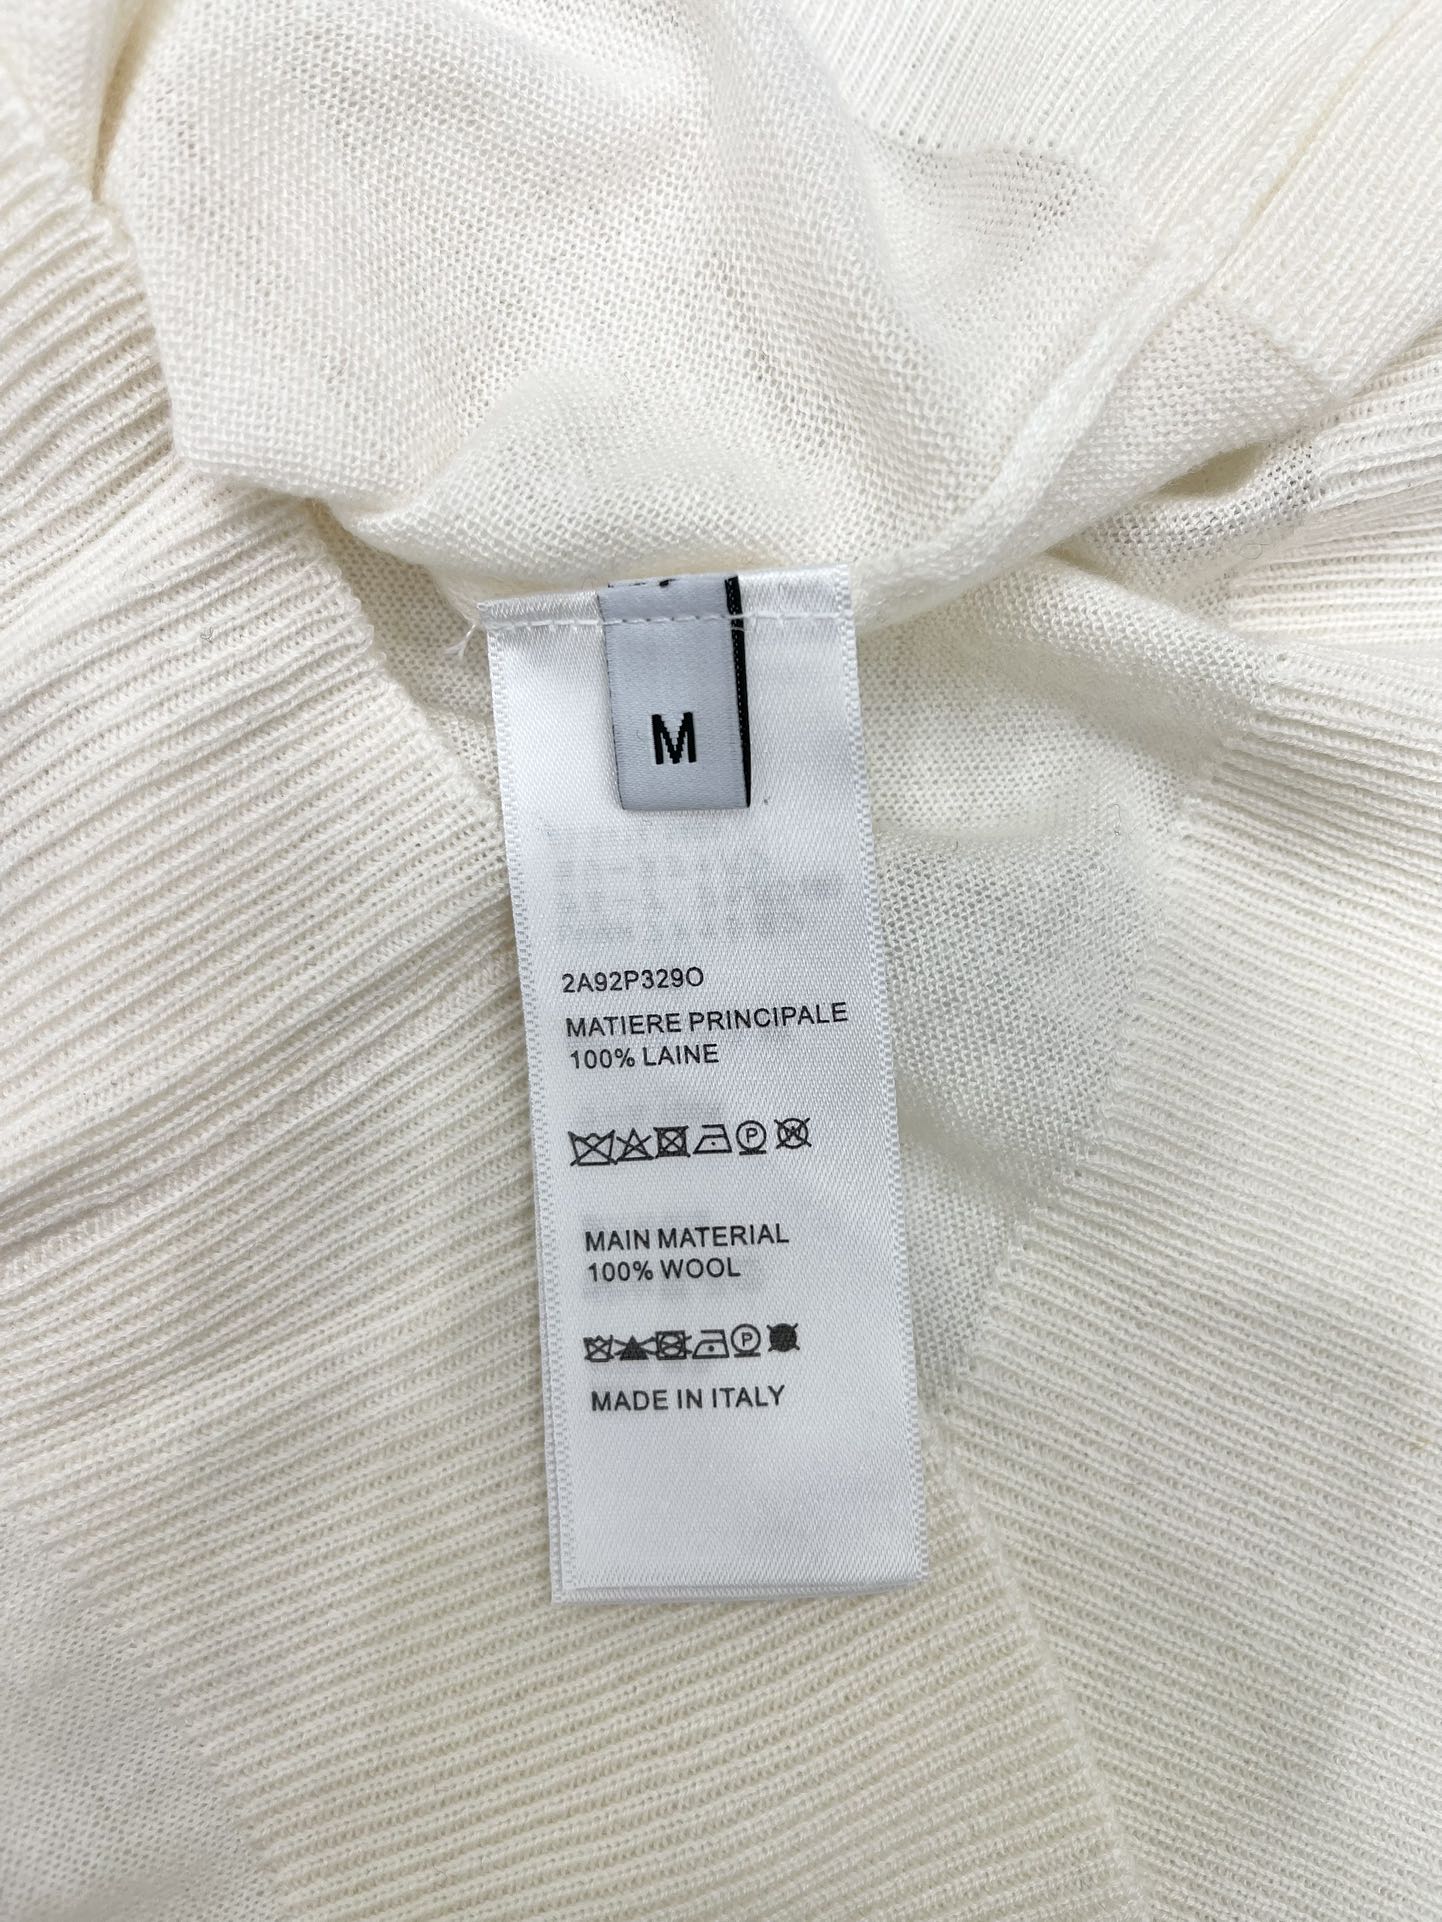 M
2A92P329O
MATIERE PRINCIPALE
100% LAINE
P W
MAIN MATERIAL
100% WOOL
P
MADE IN ITALY